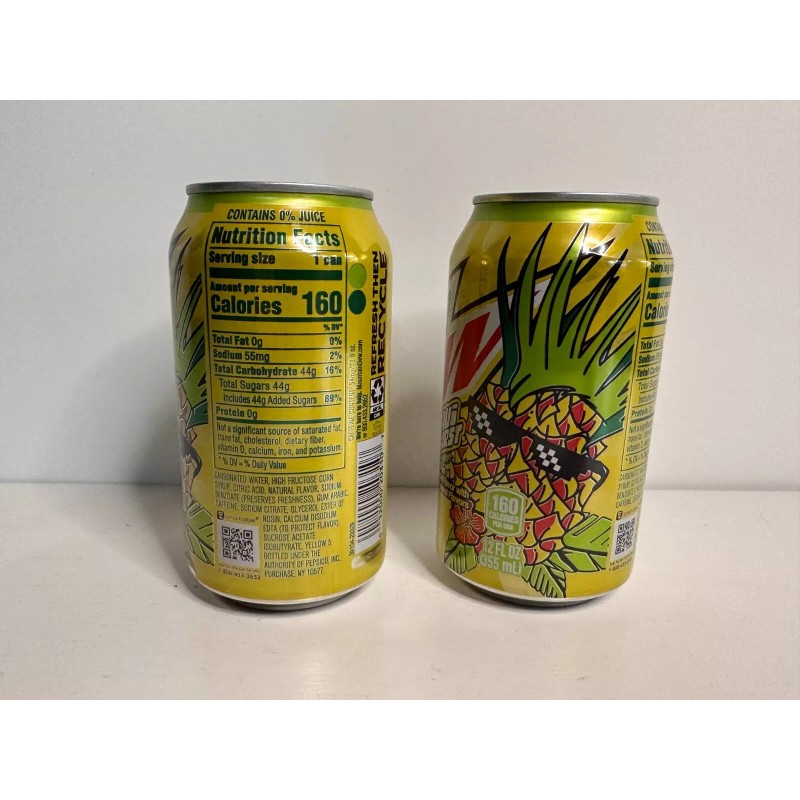 CONTAINS 0% JUICE
Nutrition Facts
Serving size 1 can
Amount per serving
Calories 160
% DV*
Total Fat 0g 0%
Sodium 55mg 2%
Total Carbohydrate 44g 16%
Total Sugars 44g
Includes 44g Added Sugars 89%
Protein 0g
Not a significant source of saturated fat,
trans fat, cholesterol, dietary fiber,
vitamin D, calcium, iron, and potassium.
* % DV = % Daily Value
CARBONATED WATER, HIGH FRUCTOSE CORN
SYRUP, CITRIC ACID, NATURAL FLAVOR, SODIUM
BENZOATE (PRESERVES FRESHNESS), GUM ARABIC,
CAFFEINE, SODIUM CITRATE, GLYCEROL ESTER OF
ROSIN, CALCIUM DISODIUM
EDTA (TO PROTECT FLAVOR),
SUCROSE ACETATE
ISOBUTYRATE, YELLOW 5
BOTTLED UNDER THE
AUTHORITY OF PEPSICO, INC.,
PURCHASE, NY 10577
smartlabel
1-800-433-2652
REFRESH THEN
RECYCLE
160
CALORIES
PER CAN
12 FL OZ
(355 mL)